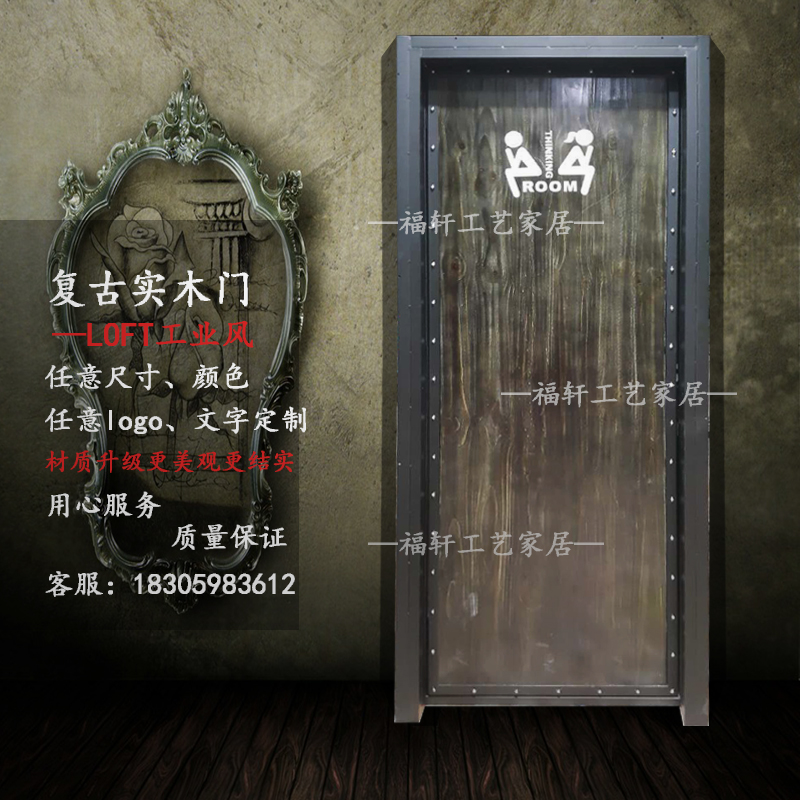 复古实木门
—LOFT工业风
任意尺寸、颜色
任意logo、文字定制
材质升级更美观更结实
用心服务
质量保证
客服：18305983612
THINKING
ROOM
—福轩工艺家居—
—福轩工艺家居—
—福轩工艺家居—